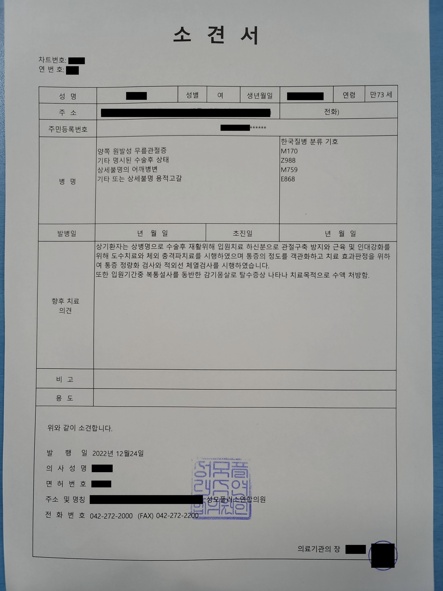 소 견 서
차트번호:
연 번 호:
성 명 성별 여 생년월일 연령 만73 세
주 소 전화)
주민등록번호 ******
병 명
한국질병 분류 기호
양쪽 원발성 무릎관절증 M170
기타 명시된 수술후 상태 Z988
상세불명의 어깨병변 M759
기타 또는 상세불명 용적고갈 E868
발병일 년 월 일 초진일 년 월 일
향후 치료 의견
상기환자는 상병명으로 수술후 재활위해 입원치료 하신분으로 관절구축 방지와 근육 및 인대강화를
위해 도수치료와 체외 충격파치료를 시행하였으며 통증의 정도를 객관화하고 치료 효과판정을 위하
여 통증 정량화 검사와 적외선 체열검사를 시행하였습니다.
또한 입원기간중 복통설사를 동반한 감기몸살로 탈수증상 나타나 치료목적으로 수액 처방함.
비 고
용 도
위와 같이 소견합니다.
발 행 일 2022년 12월24일
의 사 성 명
면 허 번 호
주소 및 명칭 의원
전 화 번 호 042-272-2000 (FAX) 042-272-2200
의료기관의 장